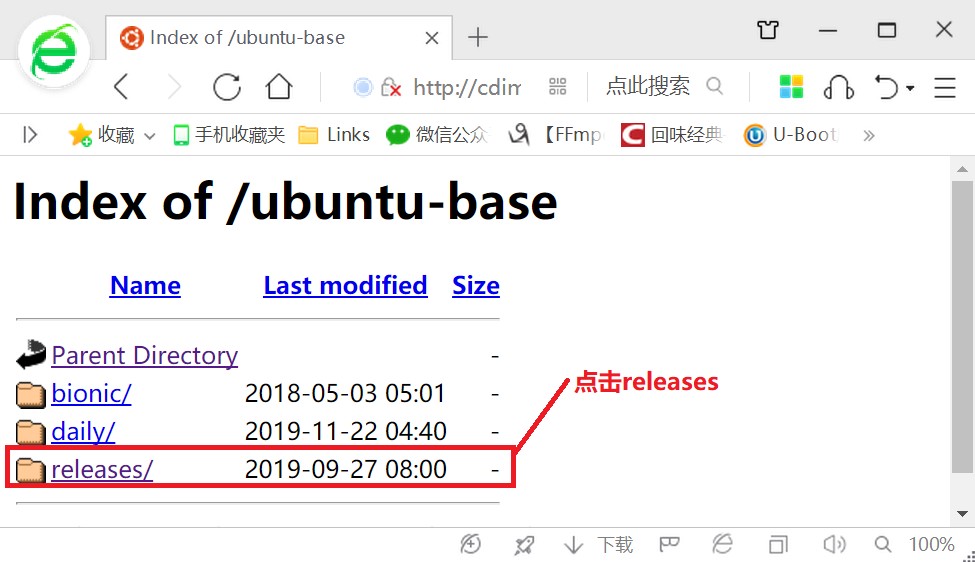 Index of /ubuntu-base
http://cdim 点此搜索
收藏 手机收藏夹 Links 微信公众 【FFmp 回味经典 U-Boot
Index of /ubuntu-base
Name Last modified Size
Parent Directory -
bionic/ 2018-05-03 05:01 -
daily/ 2019-11-22 04:40 -
releases/ 2019-09-27 08:00 -
点击releases
下载 100%